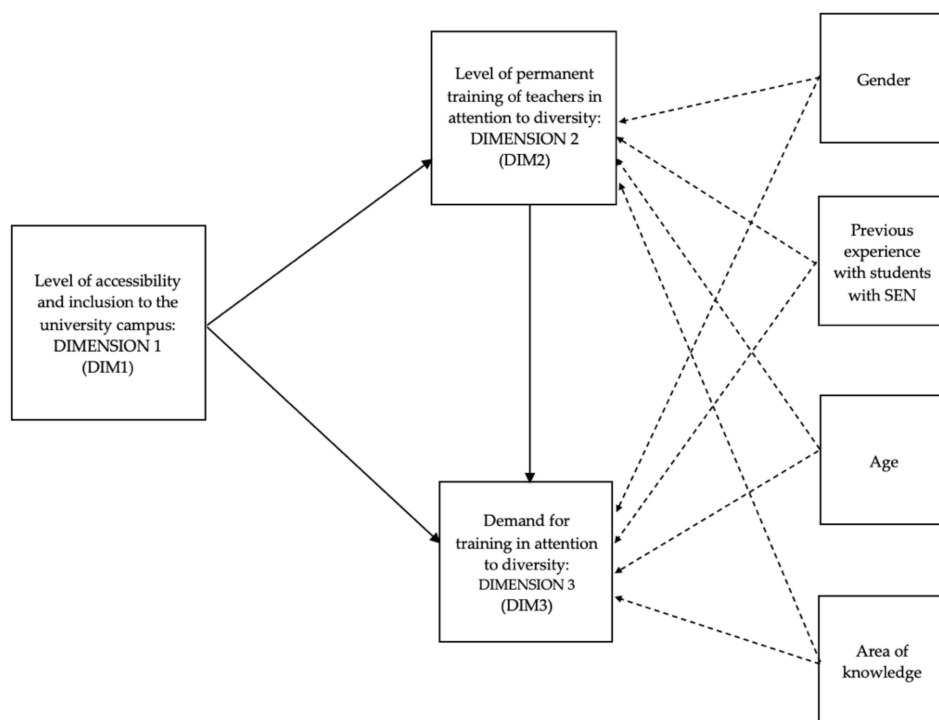 Level of permanent
training of teachers in
attention to diversity:
DIMENSION 2
(DIM2)
Gender
Previous
experience
with students
with SEN
Level of accessibility
and inclusion to the
university campus:
DIMENSION 1
(DIM1)
Age
Demand for
training in attention
to diversity:
DIMENSION 3
(DIM3)
Area of
knowledge